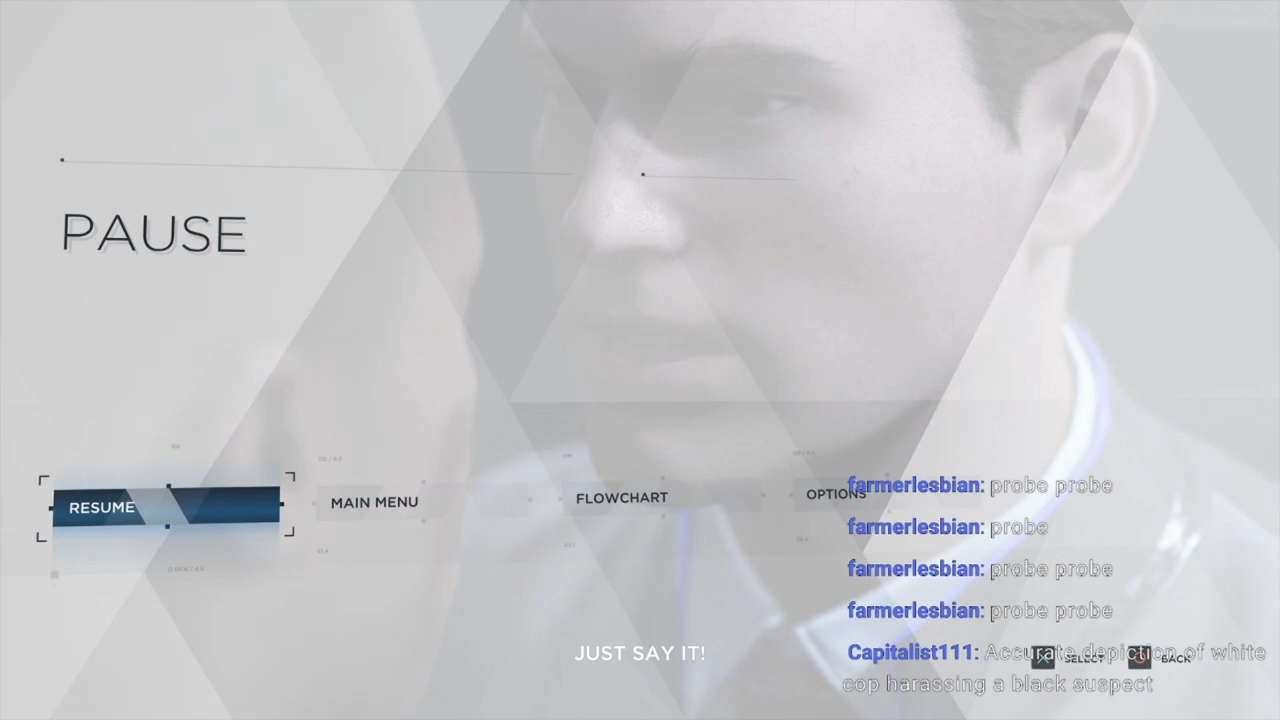 PAUSE
RESUME
MAIN MENU
FLOWCHART
OPTIONS
farmerlesbian: probe probe
farmerlesbian: probe
farmerlesbian: probe probe
farmerlesbian: probe probe
Capitalist111: Accurate depiction of white
cop harassing a black suspect
JUST SAY IT!
SELECT
BACK